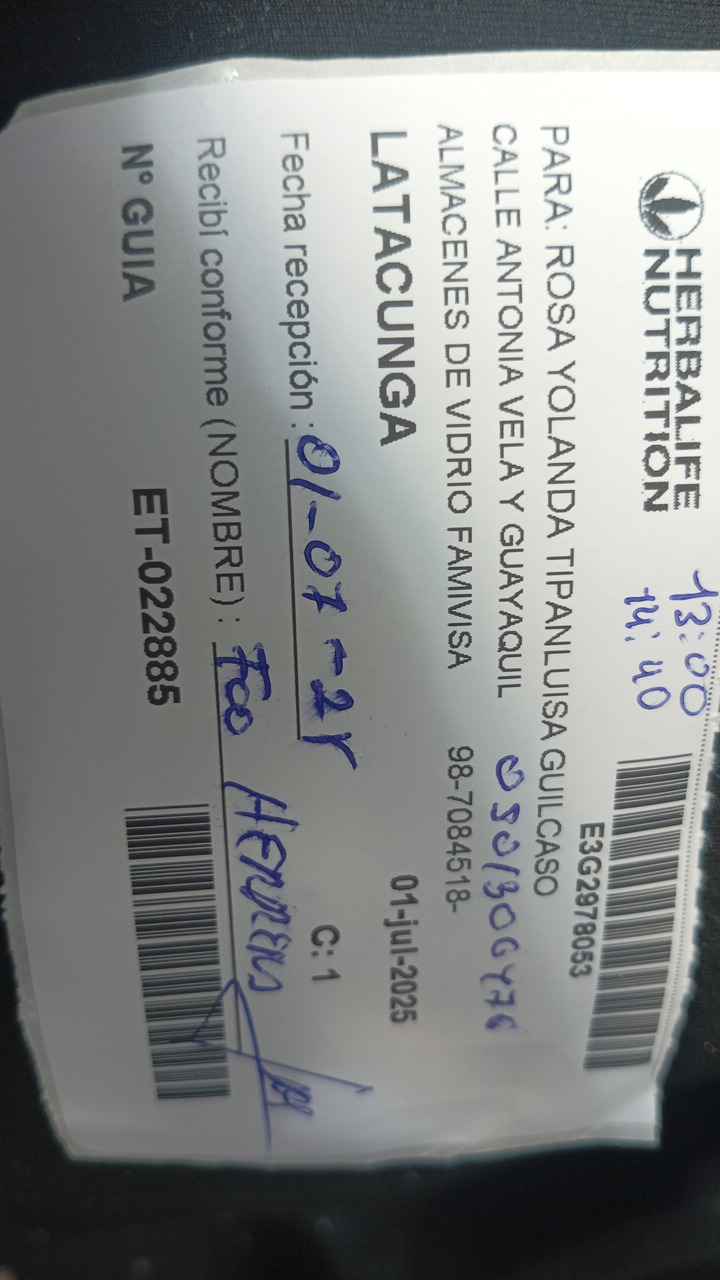 HERBALIFE
NUTRITION
13:00
14:40
E3G2978053
PARA: ROSA YOLANDA TIPANLUISA GUILCASO
CALLE ANTONIA VELA Y GUAYAQUIL
ALMACENES DE VIDRIO FAMIVISA 98-7084518-
LATACUNGA 01-jul-2025
Fecha recepción : 01-07-25 C: 1
Recibí conforme (NOMBRE) : Fco
N° GUIA ET-022885